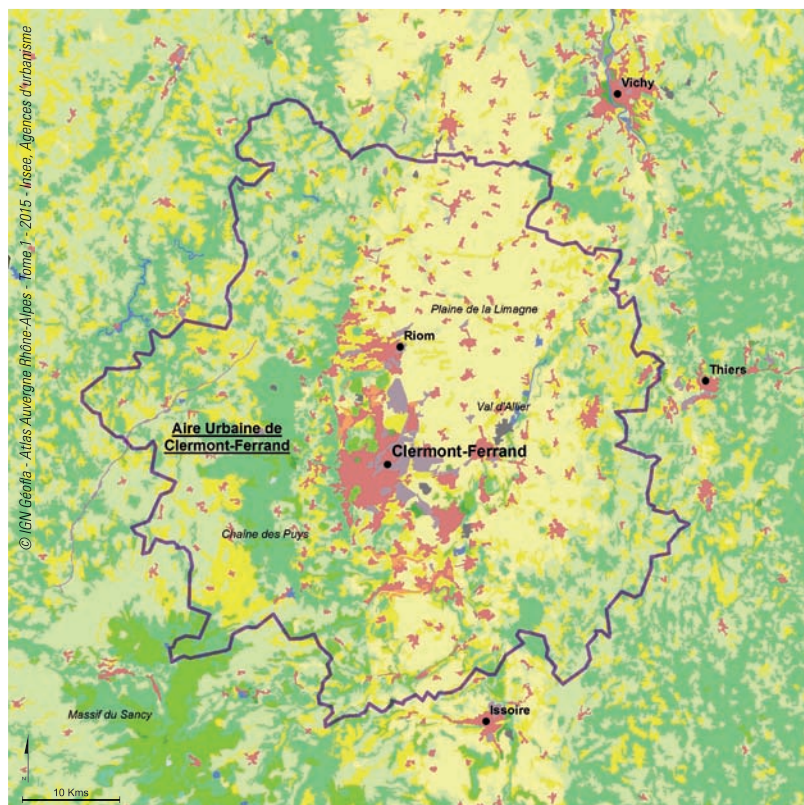 © IGN Géofla - Atlas Auvergne Rhône-Alpes - Tome 1 - 2015 - Insee, Agences d'urbanisme
Vichy
Plaine de la Limagne
Riom
Thiers
Val d'Allier
Aire Urbaine de
Clermont-Ferrand
Clermont-Ferrand
Chaîne des Puys
Massif du Sancy
Issoire
N
10 Kms